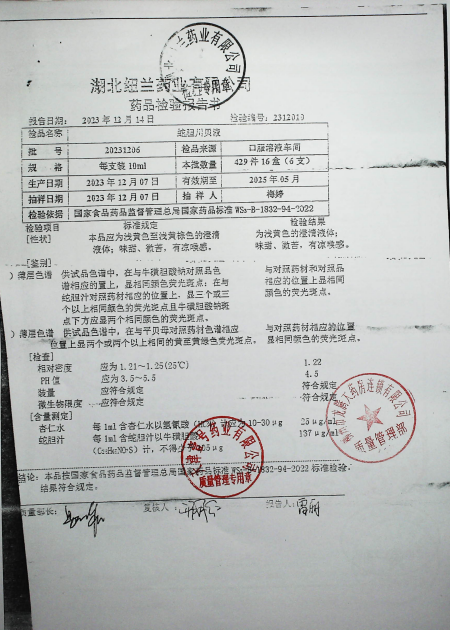 湖北纽兰药业有限公司
药品检验报告书
报告日期： 2023 年 12 月 14 日 检验编号：2312019
检品名称 蛇胆川贝液
批 号 20231206 检品来源 口服溶液车间
规 格 每支装 10ml 本批数量 429 件 16 盒（6 支）
生产日期 2023 年 12 月 07 日 有效期至 2025 年 05 月
抽样日期 2023 年 12 月 07 日 抽 样 人 梅婷
检验依据 国家食品药品监督管理总局国家药品标准 WS₃-B-1832-94-2022
检验项目 标准规定 检验结果
[性状] 本品应为浅黄色至浅黄棕色的澄清 为浅黄色的澄清液体；
液体；味甜、微苦，有凉喉感。 味甜、微苦，有凉喉感。
[鉴别]
）薄层色谱 供试品色谱中，在与牛磺胆酸钠对照品色 与对照药材和对照品
谱相应的位置上，显相同颜色荧光斑点；在与 相应的位置上显相同
蛇胆汁对照药材相应的位置上，显三个或三 颜色的荧光斑点。
个以上相同颜色的荧光斑点且牛磺胆酸钠斑
点下方应显两个相同颜色的荧光斑点。
）薄层色谱 供试品色谱中，在与平贝母对照药材色谱相应 与对照药材相应的位置
位置上显两个或两个以上相同的黄至黄绿色荧光斑点。 显相同颜色的荧光斑点。
[检查]
相对密度 应为 1.21～1.25(25℃) 1.22
PH 值 应为 3.5～5.5 4.5
装量 应符合规定 符合规定
微生物限度 应符合规定 符合规定
[含量测定]
杏仁水 每 1ml 含杏仁水以氢氰酸 应为 10-30μg 25μg/ml
蛇胆汁 每 1ml 含蛇胆汁以牛磺胆酸 137μg/ml
计，不得少
结论：本品按国家食品药品监督管理总局国家药品标准 WS₃-B-1832-94-2022 标准检验，
结果符合规定。
质量部长： 复核人： 报告人：
质量管理专用章
质量管理部